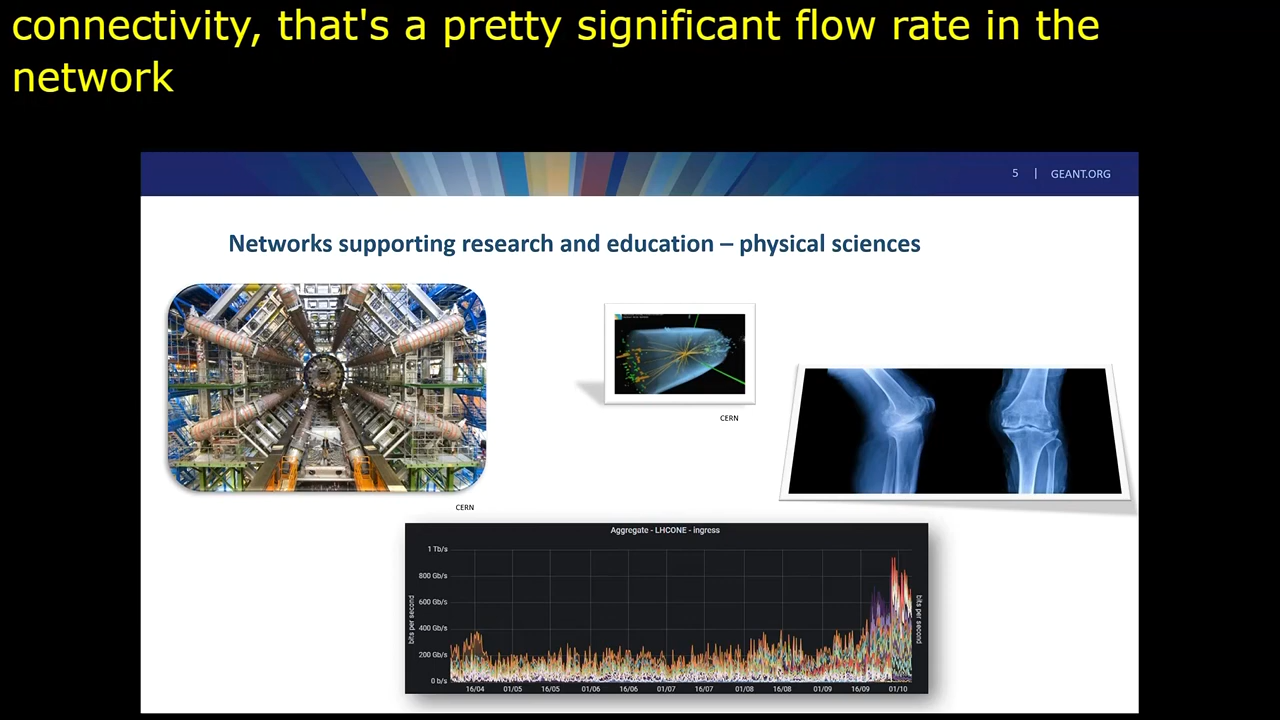 connectivity, that's a pretty significant flow rate in the
network
5 | GEANT.ORG
Networks supporting research and education – physical sciences
CERN
CERN
Aggregate - LHCONE - ingress
1 Tb/s
800 Gb/s
600 Gb/s
400 Gb/s
200 Gb/s
0 b/s
bits per second
bits per second
16/04 01/05 16/05 01/06 16/06 01/07 16/07 01/08 16/08 01/09 16/09 01/10